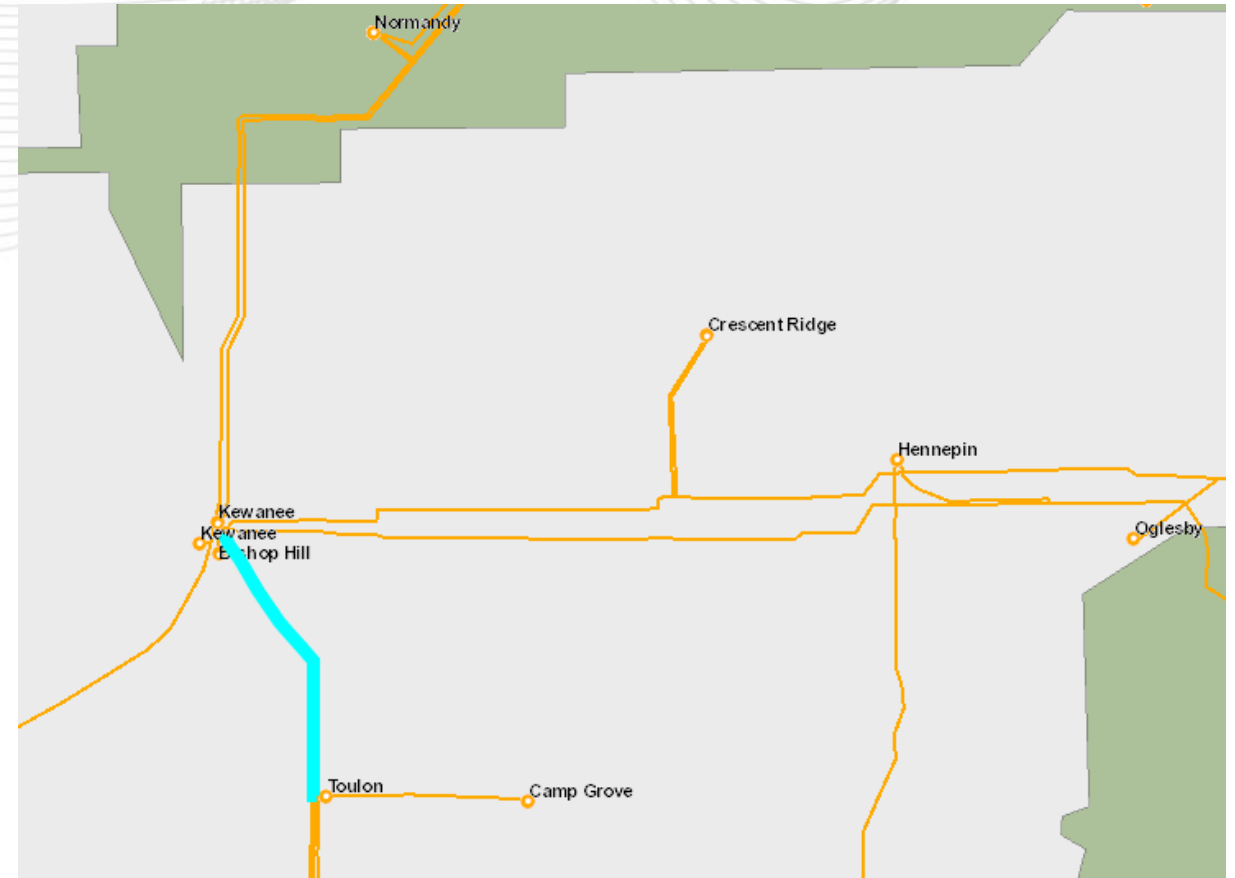 Normandy
Crescent Ridge
Hennepin
Kewanee
Oglesby
Kewanee
Bishop Hill
Toulon
Camp Grove